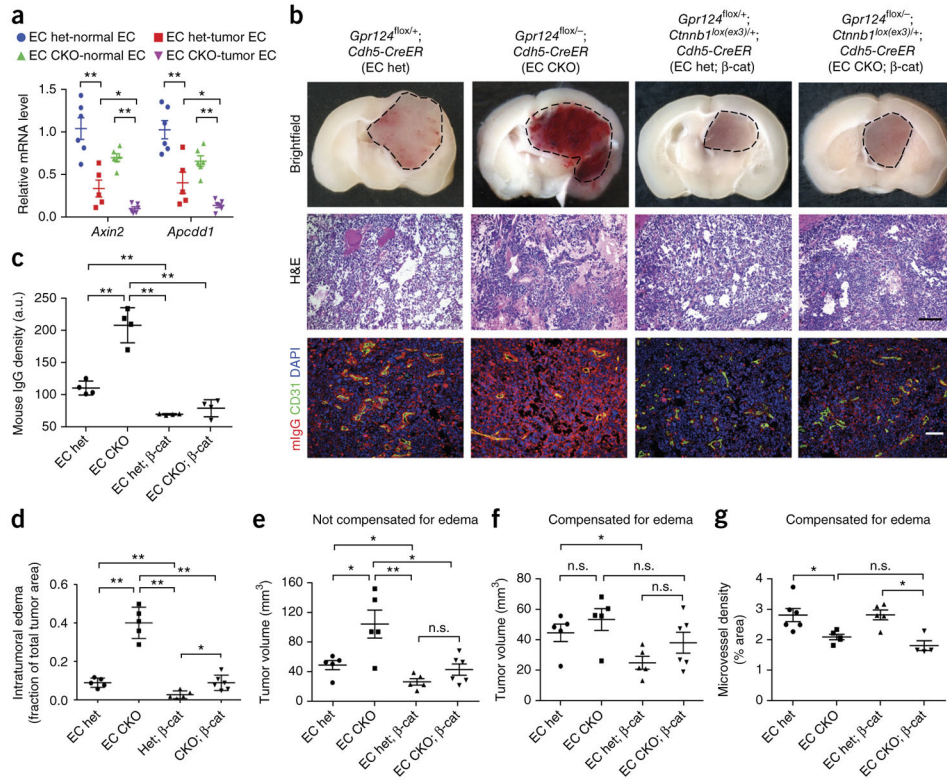 a
EC het-normal EC EC het-tumor EC
EC CKO-normal EC EC CKO-tumor EC
** * ** ** * **
Relative mRNA level
1.5
1.0
0.5
0.0
Axin2 Apcdd1
b
Gpr124flox/+;
Cdh5-CreER
(EC het)
Gpr124flox/–;
Cdh5-CreER
(EC CKO)
Gpr124flox/+;
Ctnnb1lox(ex3)/+;
Cdh5-CreER
(EC het; β-cat)
Gpr124flox/–;
Ctnnb1lox(ex3)/+;
Cdh5-CreER
(EC CKO; β-cat)
Brightfield
H&E
mIgG CD31 DAPI
c
Mouse IgG density (a.u.)
250
200
150
100
50
** ** ** **
EC het
EC CKO
EC het; β-cat
EC CKO; β-cat
d
Intratumoral edema
(fraction of total tumor area)
0.6
0.4
0.2
0
** ** ** ** *
EC het
EC CKO
Het; β-cat
CKO; β-cat
e
Not compensated for edema
Tumor volume (mm3)
160
120
80
40
0
* * * ** n.s.
EC het
EC CKO
EC het; β-cat
EC CKO; β-cat
f
Compensated for edema
Tumor volume (mm3)
80
60
40
20
0
* n.s. n.s. n.s.
EC het
EC CKO
EC het; β-cat
EC CKO; β-cat
g
Compensated for edema
Microvessel density
(% area)
4
3
2
1
0
* n.s. *
EC het
EC CKO
EC het; β-cat
EC CKO; β-cat